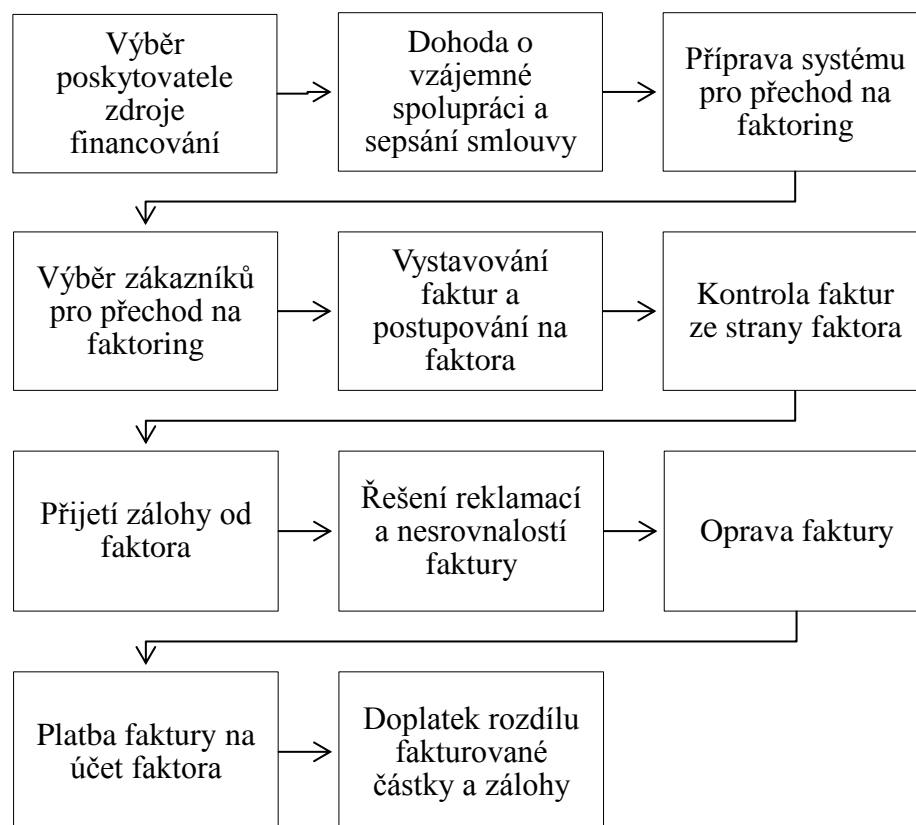 Výběr
poskytovatele
zdroje
financování
Dohoda o
vzájemné
spolupráci a
sepsání smlouvy
Příprava systému
pro přechod na
faktoring
Výběr zákazníků
pro přechod na
faktoring
Vystavování
faktur a
postupování na
faktora
Kontrola faktur
ze strany faktora
Přijetí zálohy od
faktora
Řešení reklamací
a nesrovnalostí
faktury
Oprava faktury
Platba faktury na
účet faktora
Doplatek rozdílu
fakturované
částky a zálohy